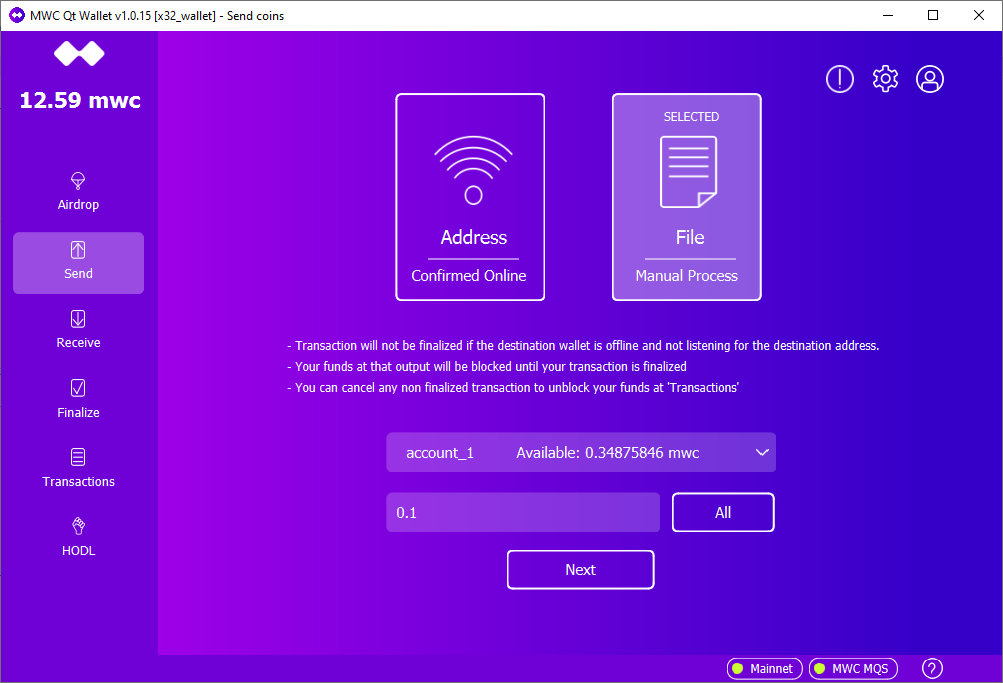 MWC Qt Wallet v1.0.15 [x32_wallet] - Send coins
12.59 mwc
Airdrop
Send
Receive
Finalize
Transactions
HODL
Address
Confirmed Online
SELECTED
File
Manual Process
- Transaction will not be finalized if the destination wallet is offline and not listening for the destination address.
- Your funds at that output will be blocked until your transaction is finalized
- You can cancel any non finalized transaction to unblock your funds at 'Transactions'
account_1 Available: 0.34875846 mwc
0.1 All
Next
Mainnet MWC MQS ?